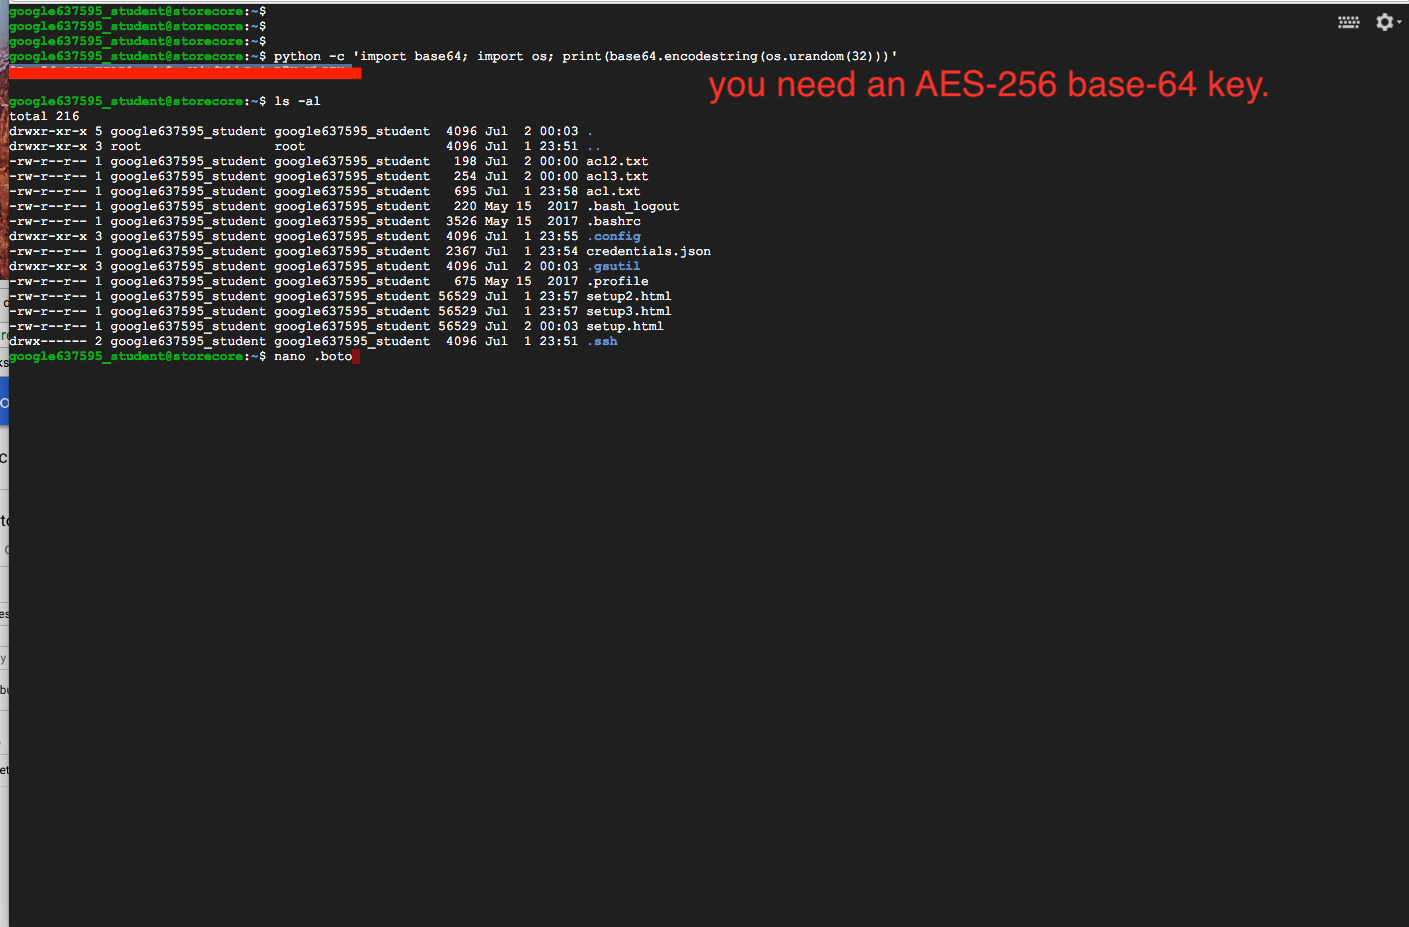 google637595_student@storecore:~$
google637595_student@storecore:~$
google637595_student@storecore:~$
google637595_student@storecore:~$ python -c 'import base64; import os; print(base64.encodestring(os.urandom(32)))'
you need an AES-256 base-64 key.
google637595_student@storecore:~$ ls -al
total 216
drwxr-xr-x 5 google637595_student google637595_student  4096 Jul  2 00:03 .
drwxr-xr-x 3 root                 root                  4096 Jul  1 23:51 ..
-rw-r--r-- 1 google637595_student google637595_student   198 Jul  2 00:00 acl2.txt
-rw-r--r-- 1 google637595_student google637595_student   254 Jul  2 00:00 acl3.txt
-rw-r--r-- 1 google637595_student google637595_student   695 Jul  1 23:58 acl.txt
-rw-r--r-- 1 google637595_student google637595_student   220 May 15  2017 .bash_logout
-rw-r--r-- 1 google637595_student google637595_student  3526 May 15  2017 .bashrc
drwxr-xr-x 3 google637595_student google637595_student  4096 Jul  1 23:55 .config
-rw-r--r-- 1 google637595_student google637595_student  2367 Jul  1 23:54 credentials.json
drwxr-xr-x 3 google637595_student google637595_student  4096 Jul  2 00:03 .gsutil
-rw-r--r-- 1 google637595_student google637595_student   675 May 15  2017 .profile
-rw-r--r-- 1 google637595_student google637595_student 56529 Jul  1 23:57 setup2.html
-rw-r--r-- 1 google637595_student google637595_student 56529 Jul  1 23:57 setup3.html
-rw-r--r-- 1 google637595_student google637595_student 56529 Jul  2 00:03 setup.html
drwx------ 2 google637595_student google637595_student  4096 Jul  1 23:51 .ssh
google637595_student@storecore:~$ nano .boto